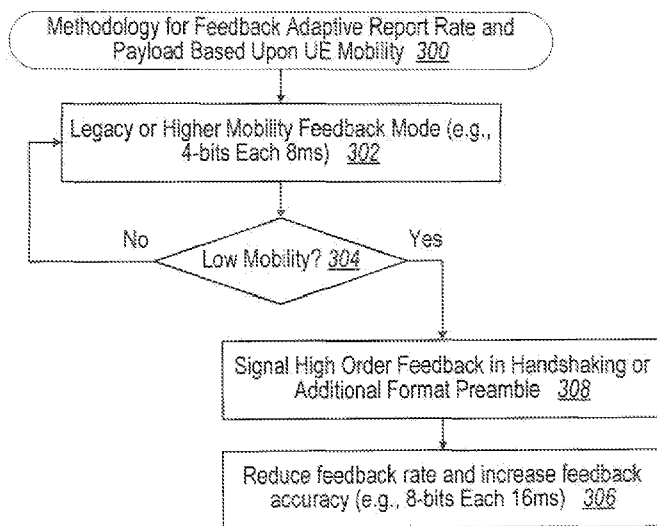 Methodology for Feedback Adaptive Report Rate and
Payload Based Upon UE Mobility 300
Legacy or Higher Mobility Feedback Mode (e.g.,
4-bits Each 8ms) 302
No
Low Mobility? 304
Yes
Signal High Order Feedback in Handshaking or
Additional Format Preamble 308
Reduce feedback rate and increase feedback
accuracy (e.g., 8-bits Each 16ms) 306